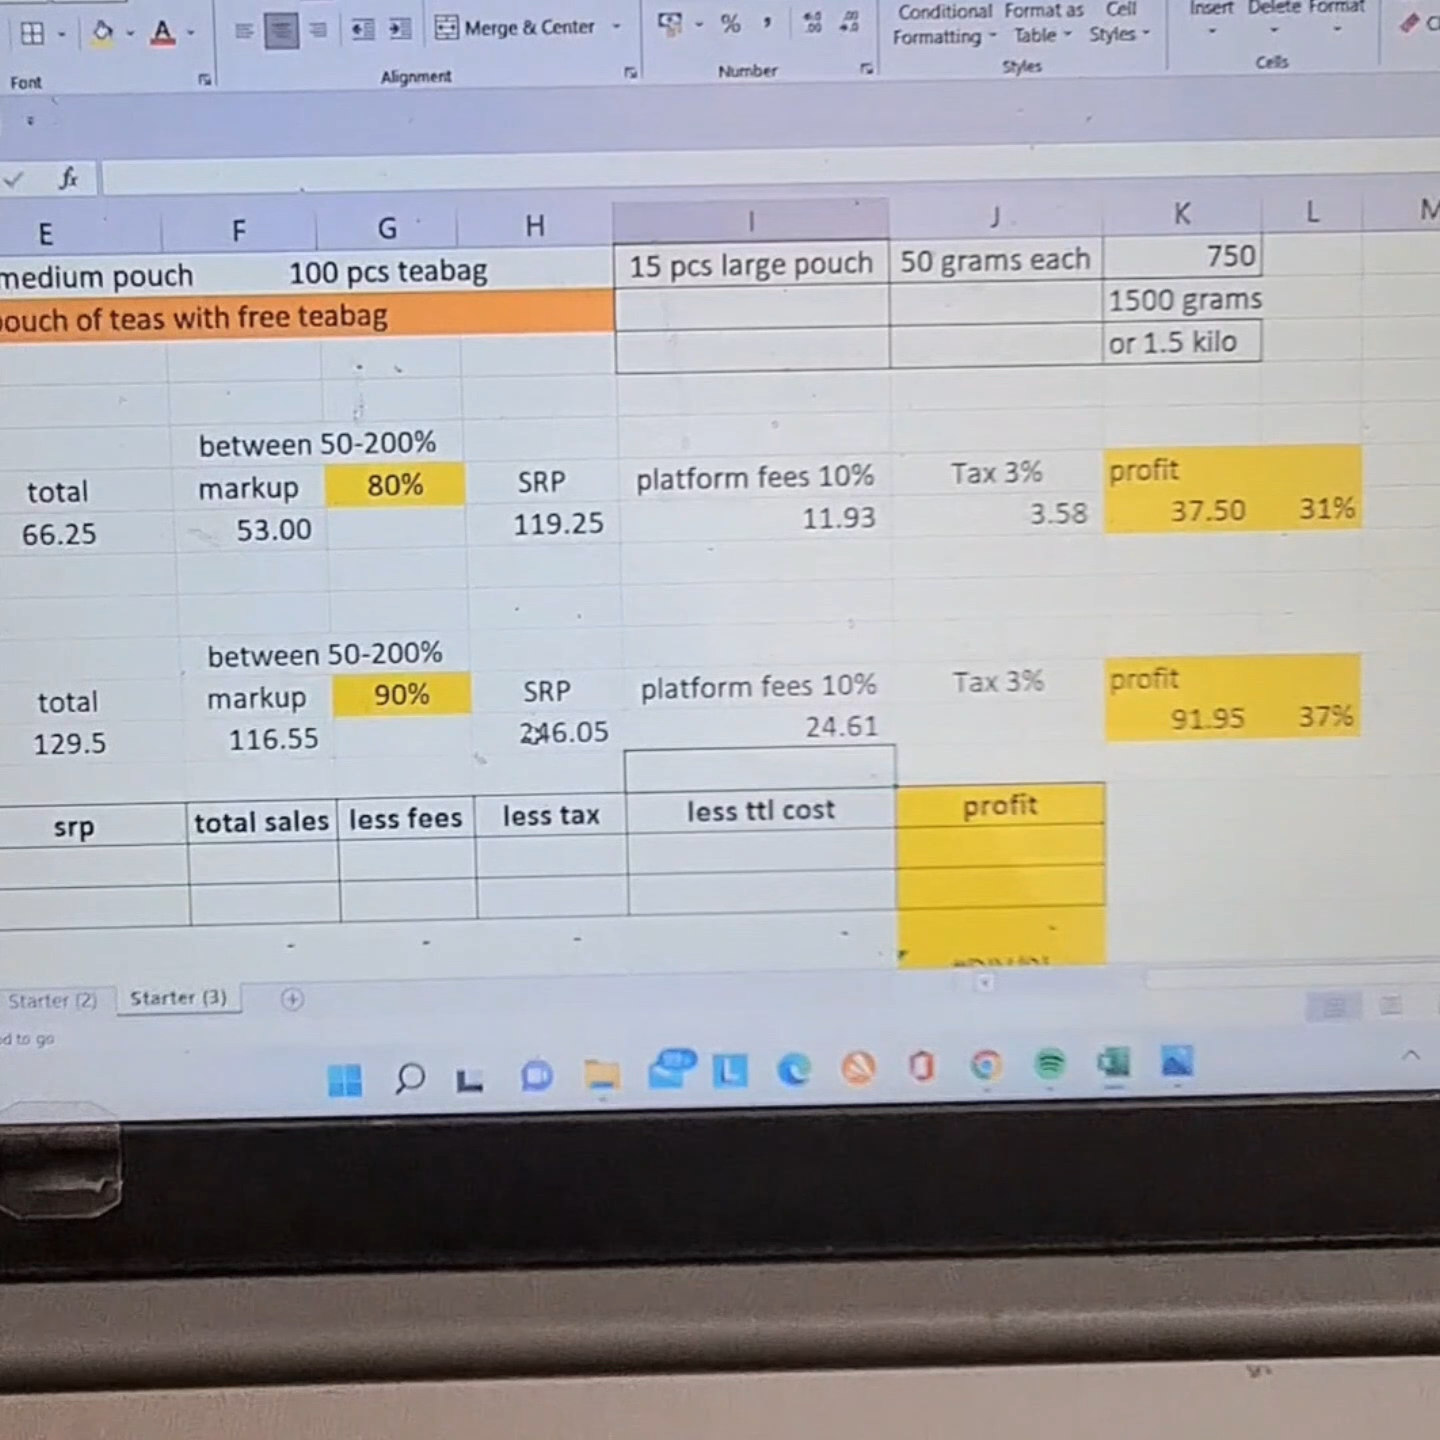 Conditional Format as Cell Insert Delete Format
Merge & Center % Formatting Table Styles
Font Alignment Number Styles Cells
fx
E F G H I J K L M
medium pouch 100 pcs teabag 15 pcs large pouch 50 grams each 750
pouch of teas with free teabag 1500 grams
or 1.5 kilo
between 50-200%
total markup 80% SRP platform fees 10% Tax 3% profit
66.25 53.00 119.25 11.93 3.58 37.50 31%
between 50-200%
total markup 90% SRP platform fees 10% Tax 3% profit
129.5 116.55 246.05 24.61 91.95 37%
srp total sales less fees less tax less ttl cost profit
- - - - -
Starter (2) Starter (3)
d to go